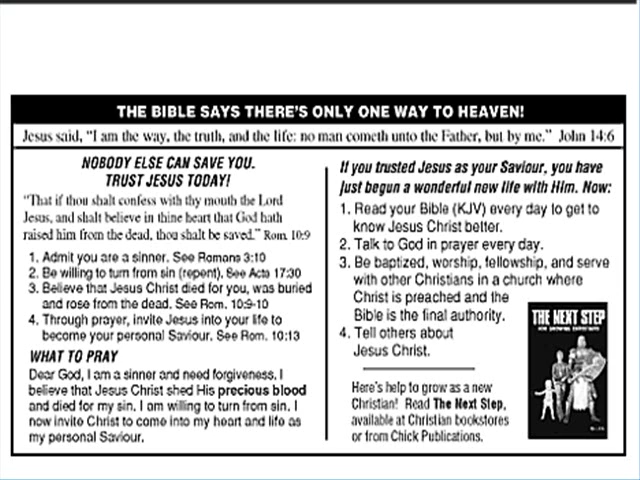 THE BIBLE SAYS THERE'S ONLY ONE WAY TO HEAVEN!
Jesus said, "I am the way, the truth, and the life: no man cometh unto the Father, but by me." John 14:6
NOBODY ELSE CAN SAVE YOU.
TRUST JESUS TODAY!
"That if thou shalt confess with thy mouth the Lord
Jesus, and shalt believe in thine heart that God hath
raised him from the dead, thou shalt be saved." Rom. 10:9
1. Admit you are a sinner. See Romans 3:10
2. Be willing to turn from sin (repent). See Acts 17:30
3. Believe that Jesus Christ died for you, was buried
and rose from the dead. See Rom. 10:9-10
4. Through prayer, invite Jesus into your life to
become your personal Saviour. See Rom. 10:13
WHAT TO PRAY
Dear God, I am a sinner and need forgiveness. I
believe that Jesus Christ shed His precious blood
and died for my sin. I am willing to turn from sin. I
now invite Christ to come into my heart and life as
my personal Saviour.
If you trusted Jesus as your Saviour, you have
just begun a wonderful new life with Him. Now:
1. Read your Bible (KJV) every day to get to
know Jesus Christ better.
2. Talk to God in prayer every day.
3. Be baptized, worship, fellowship, and serve
with other Christians in a church where
Christ is preached and the
Bible is the final authority.
4. Tell others about
Jesus Christ.
Here's help to grow as a new
Christian! Read The Next Step,
available at Christian bookstores
or from Chick Publications.
THE NEXT STEP
FOR GROWING CHRISTIANS